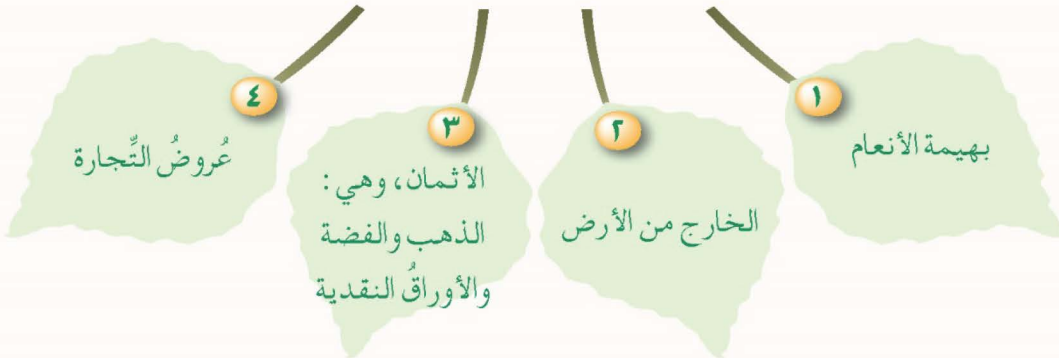 ١
بهيمة الأنعام
٢
الخارج من الأرض
٣
الأثمان، وهي:
الذهب والفضة
والأوراقُ النقدية
٤
عُروضُ التِّجارة